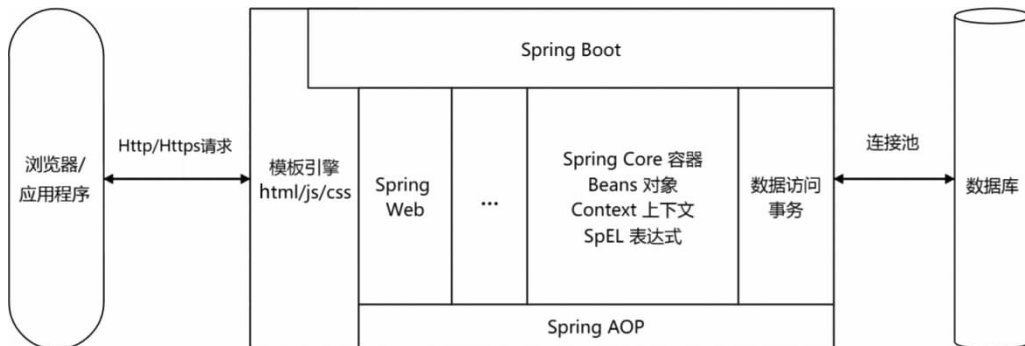 Spring Boot
浏览器/
应用程序
Http/Https请求
模板引擎
html/js/css
Spring
Web
...
Spring Core 容器
Beans 对象
Context 上下文
SpEL 表达式
数据访问
事务
连接池
数据库
Spring AOP